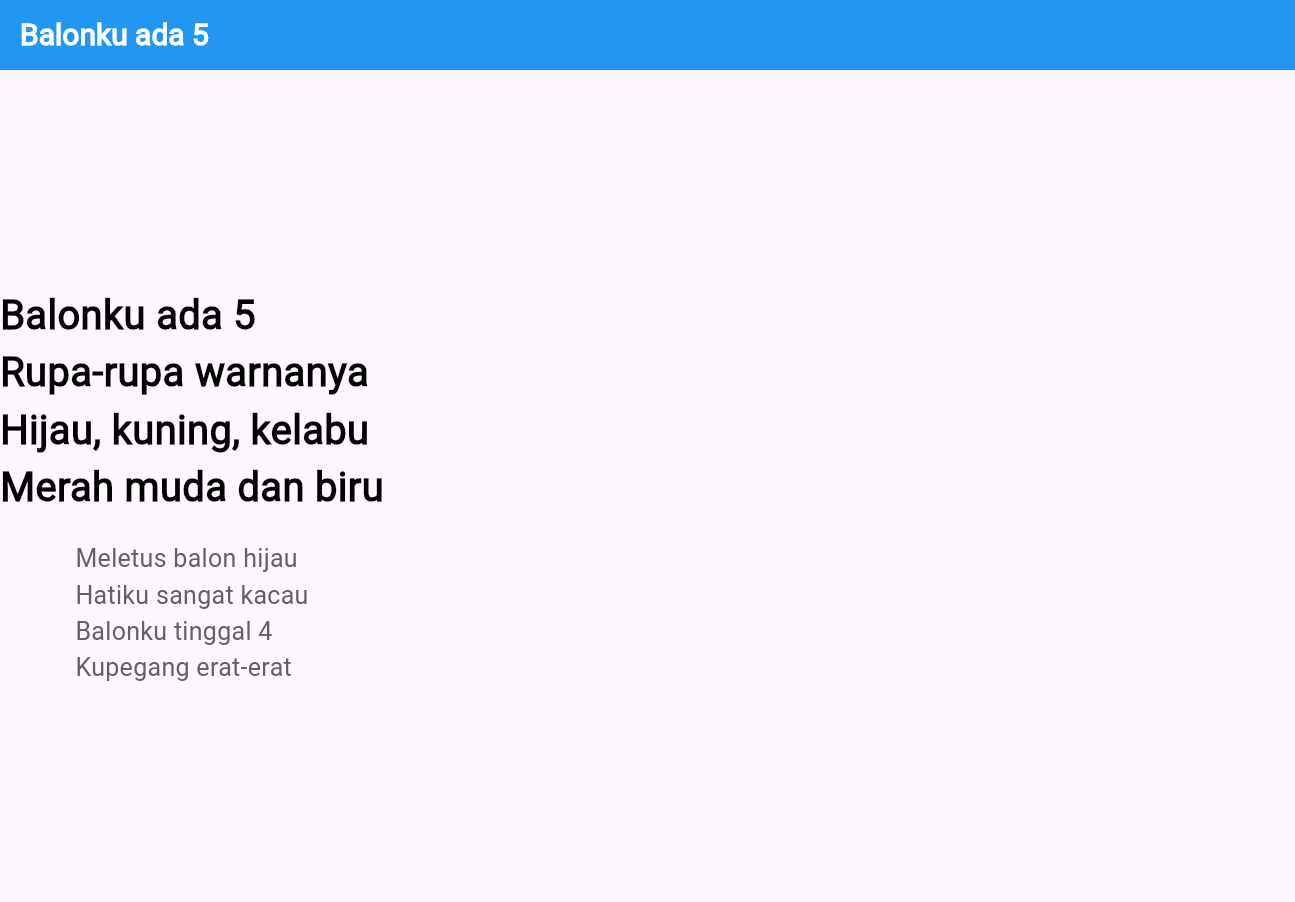 Balonku ada 5
Balonku ada 5
Rupa-rupa warnanya
Hijau, kuning, kelabu
Merah muda dan biru
Meletus balon hijau
Hatiku sangat kacau
Balonku tinggal 4
Kupegang erat-erat